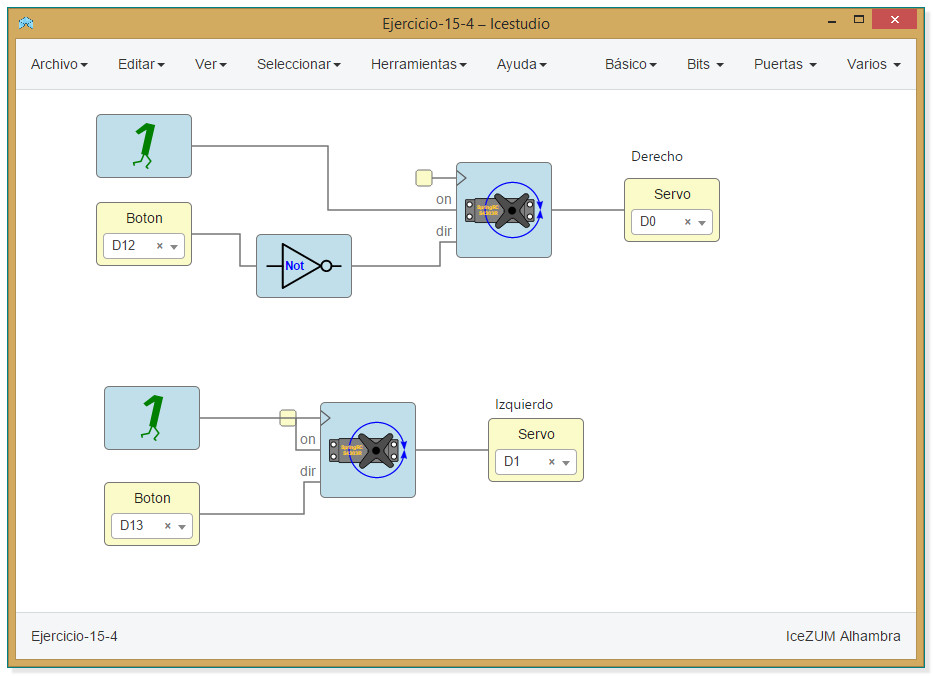 Ejercicio-15-4 – Icestudio
Archivo Editar Ver Seleccionar Herramientas Ayuda Básico Bits Puertas Varios
1
Boton
D12 ×
Not
on
dir
Derecho
Servo
D0 ×
1
Boton
D13 ×
on
dir
Izquierdo
Servo
D1 ×
Ejercicio-15-4 IceZUM Alhambra